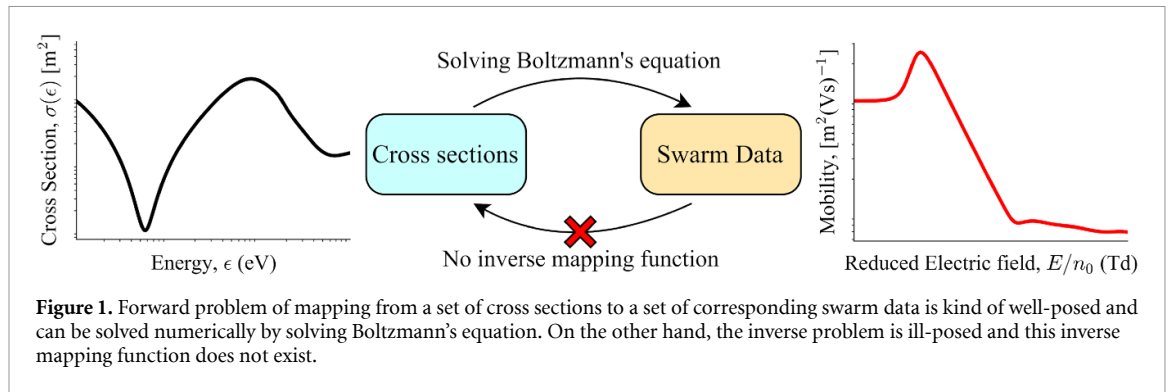 Cross Section, σ(ϵ) [m²]
Energy, ϵ (eV)
Solving Boltzmann's equation
Cross sections
Swarm Data
No inverse mapping function
Mobility, [m²(Vs)⁻¹]
Reduced Electric field, E/n₀ (Td)
Figure 1. Forward problem of mapping from a set of cross sections to a set of corresponding swarm data is kind of well-posed and
can be solved numerically by solving Boltzmann's equation. On the other hand, the inverse problem is ill-posed and this inverse
mapping function does not exist.